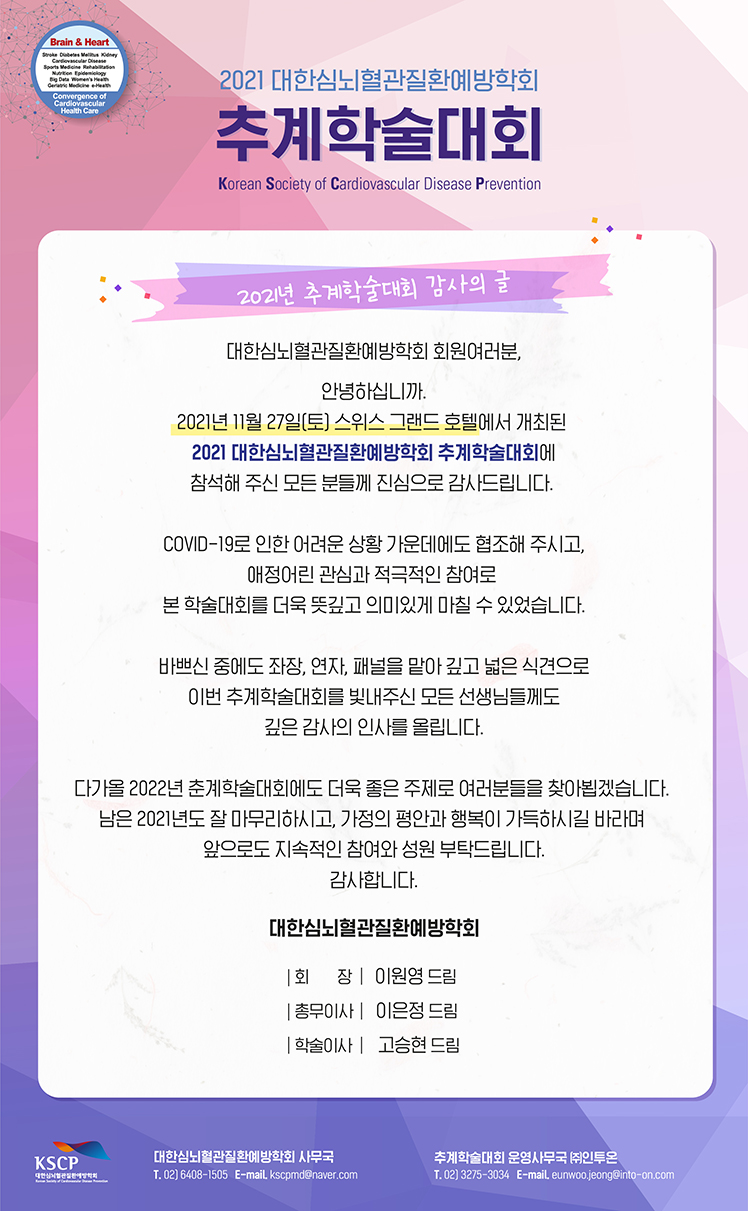 Brain & Heart
Stroke Diabetes Mellitus Kidney
Cardiovascular Disease
Sports Medicine Rehabilitation
Nutrition Epidemiology
Big Data Women's Health
Geriatric Medicine e-Health
Convergence of
Cardiovascular
Health Care
2021 대한심뇌혈관질환예방학회
추계학술대회
Korean Society of Cardiovascular Disease Prevention
2021년 추계학술대회 감사의 글
대한심뇌혈관질환예방학회 회원여러분,
안녕하십니까.
2021년 11월 27일(토) 스위스 그랜드 호텔에서 개최된
2021 대한심뇌혈관질환예방학회 추계학술대회에
참석해 주신 모든 분들께 진심으로 감사드립니다.
COVID-19로 인한 어려운 상황 가운데에도 협조해 주시고,
애정어린 관심과 적극적인 참여로
본 학술대회를 더욱 뜻깊고 의미있게 마칠 수 있었습니다.
바쁘신 중에도 좌장, 연자, 패널을 맡아 깊고 넓은 식견으로
이번 추계학술대회를 빛내주신 모든 선생님들께도
깊은 감사의 인사를 올립니다.
다가올 2022년 춘계학술대회에도 더욱 좋은 주제로 여러분들을 찾아뵙겠습니다.
남은 2021년도 잘 마무리하시고, 가정의 평안과 행복이 가득하시길 바라며
앞으로도 지속적인 참여와 성원 부탁드립니다.
감사합니다.
대한심뇌혈관질환예방학회
| 회 장 | 이원영 드림
| 총무이사 | 이은정 드림
| 학술이사 | 고승현 드림
KSCP
대한심뇌혈관질환예방학회
Korean Society of Cardiovascular Disease Prevention
대한심뇌혈관질환예방학회 사무국
T. 02) 6408-1505 E-mail. kscpmd@naver.com
추계학술대회 운영사무국 ㈜인투온
T. 02) 3275-3034 E-mail. eunwoo.jeong@into-on.com